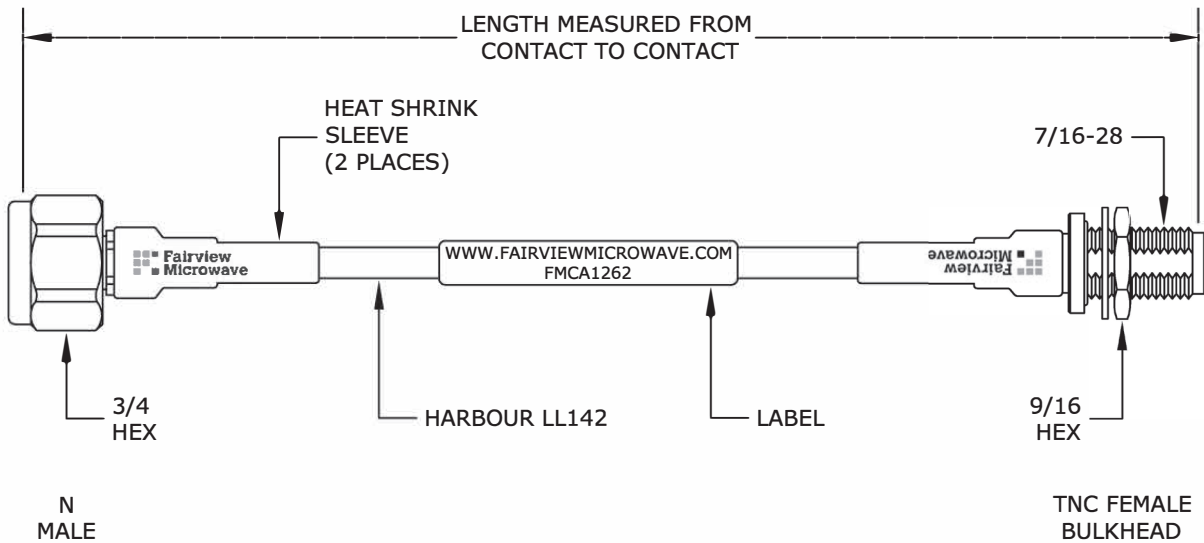 LENGTH MEASURED FROM
CONTACT TO CONTACT
HEAT SHRINK
SLEEVE
(2 PLACES)
7/16-28
Fairview
Microwave
WWW.FAIRVIEWMICROWAVE.COM
FMCA1262
Fairview
Microwave
3/4
HEX
HARBOUR LL142
LABEL
9/16
HEX
N
MALE
TNC FEMALE
BULKHEAD